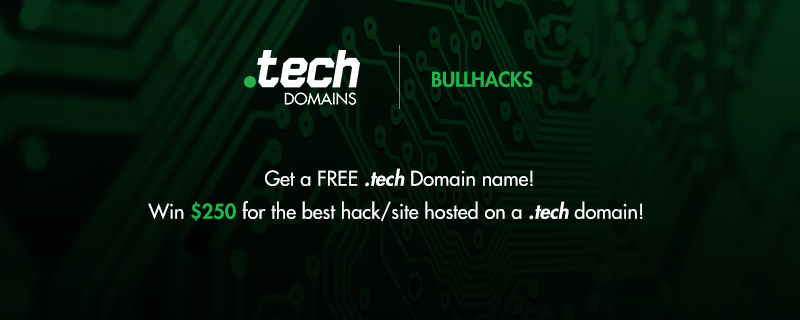 .tech
DOMAINS
BULLHACKS
Get a FREE .tech Domain name!
Win $250 for the best hack/site hosted on a .tech domain!